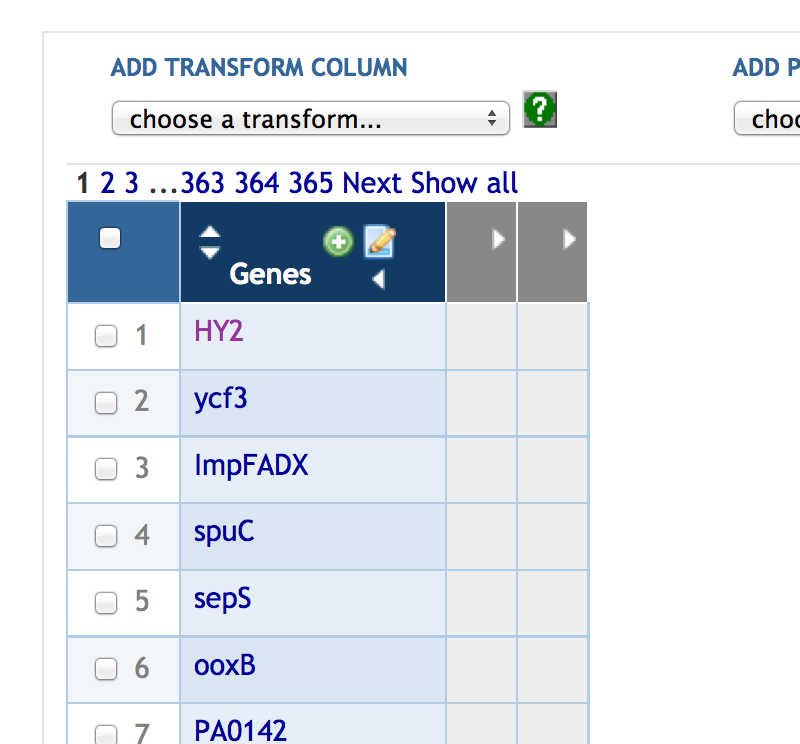 ADD TRANSFORM COLUMN
ADD P
choose a transform...
?
choo
1 2 3 ...363 364 365 Next Show all
Genes
1 HY2
2 ycf3
3 ImpFADX
4 spuC
5 sepS
6 ooxB
7 PA0142